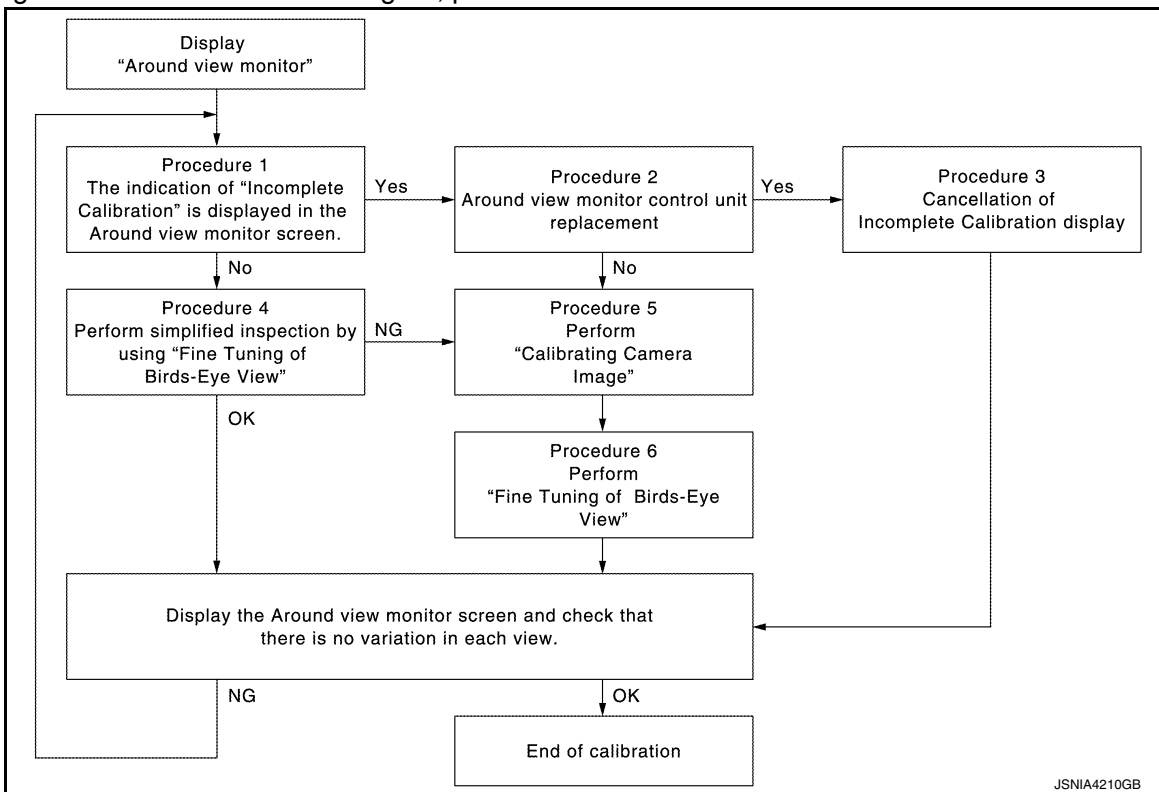 Display
“Around view monitor”
Procedure 1
The indication of “Incomplete
Calibration” is displayed in the
Around view monitor screen.
Yes
Procedure 2
Around view monitor control unit
replacement
Yes
Procedure 3
Cancellation of
Incomplete Calibration display
No
No
Procedure 4
Perform simplified inspection by
using “Fine Tuning of
Birds-Eye View”
NG
Procedure 5
Perform
“Calibrating Camera
Image”
OK
Procedure 6
Perform
“Fine Tuning of Birds-Eye
View”
Display the Around view monitor screen and check that
there is no variation in each view.
NG
OK
End of calibration
JSNIA4210GB